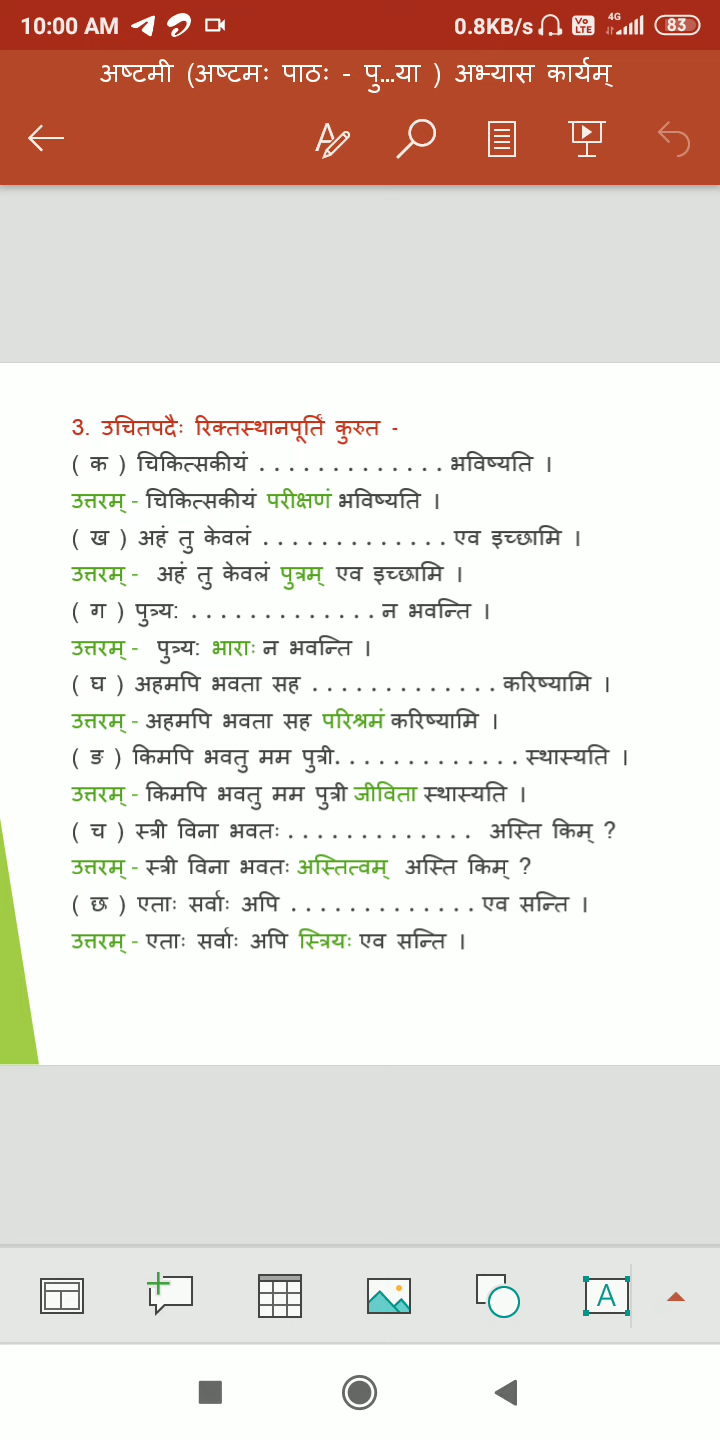 10:00 AM 0.8KB/s Vo LTE 4G 83
अष्टमी (अष्टमः पाठः - पु...या ) अभ्यास कार्यम्
3. उचितपदैः रिक्तस्थानपूर्तिं कुरुत -
( क ) चिकित्सकीयं . . . . . . . . . . . . . भविष्यति ।
उत्तरम् - चिकित्सकीयं परीक्षणं भविष्यति ।
( ख ) अहं तु केवलं . . . . . . . . . . . . . एव इच्छामि ।
उत्तरम् - अहं तु केवलं पुत्रम् एव इच्छामि ।
( ग ) पुत्र्य: . . . . . . . . . . . . . न भवन्ति ।
उत्तरम् - पुत्र्य: भाराः न भवन्ति ।
( घ ) अहमपि भवता सह . . . . . . . . . . . . . करिष्यामि ।
उत्तरम् - अहमपि भवता सह परिश्रमं करिष्यामि ।
( ङ ) किमपि भवतु मम पुत्री. . . . . . . . . . . . . स्थास्यति ।
उत्तरम् - किमपि भवतु मम पुत्री जीविता स्थास्यति ।
( च ) स्त्री विना भवतः . . . . . . . . . . . . . अस्ति किम् ?
उत्तरम् - स्त्री विना भवतः अस्तित्वम् अस्ति किम् ?
( छ ) एताः सर्वाः अपि . . . . . . . . . . . . . एव सन्ति ।
उत्तरम् - एताः सर्वाः अपि स्त्रियः एव सन्ति ।